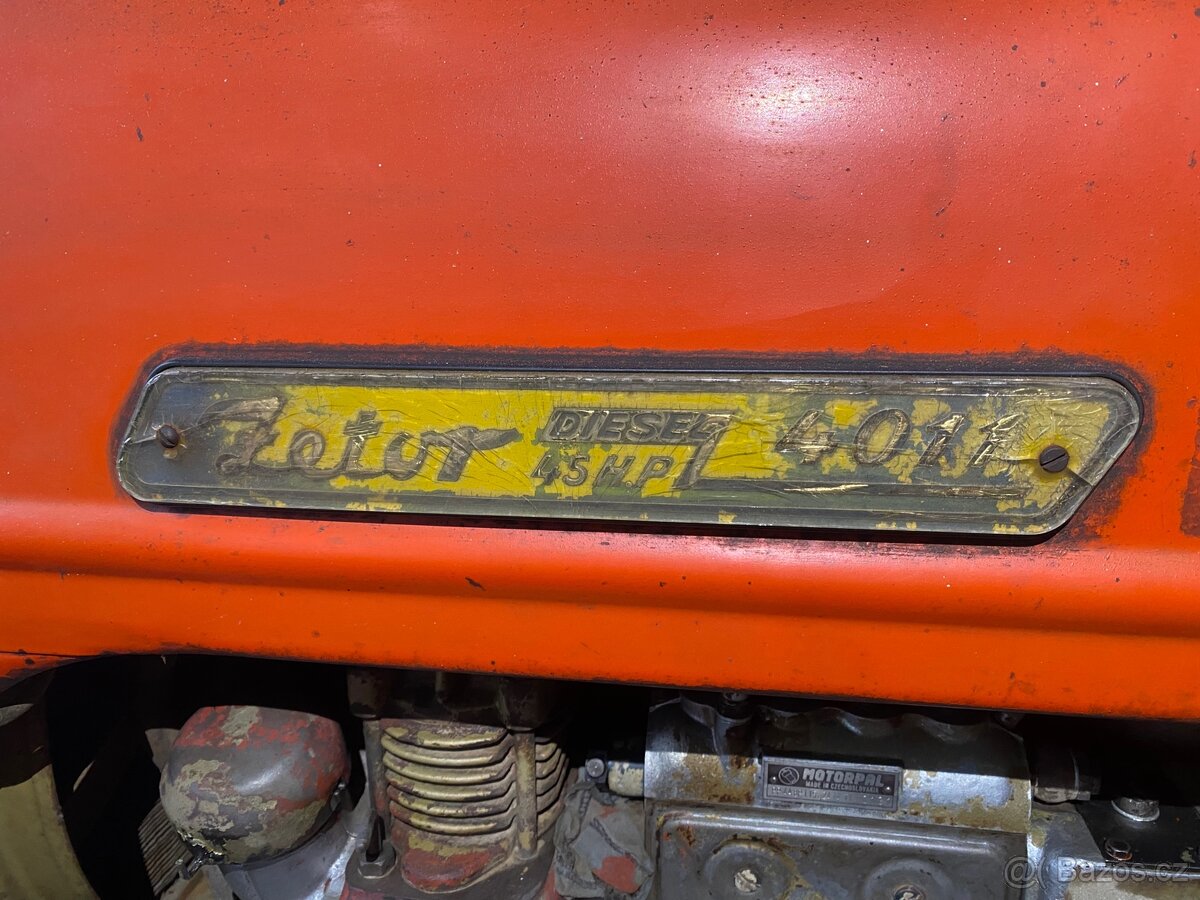 Zetor DIESEL 4011
45 HP
MOTORPAL
MADE IN CZECHOSLOVAKIA
@ Bazos.cz